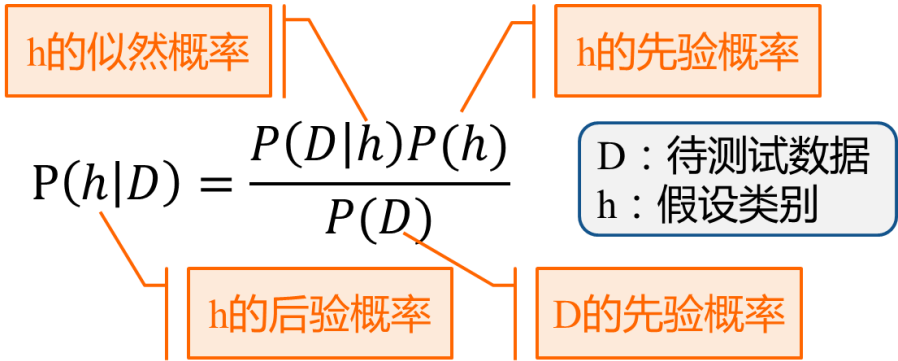 h的似然概率
h的先验概率
P(h|D) = P(D|h)P(h) / P(D)
D：待测试数据
h：假设类别
h的后验概率
D的先验概率